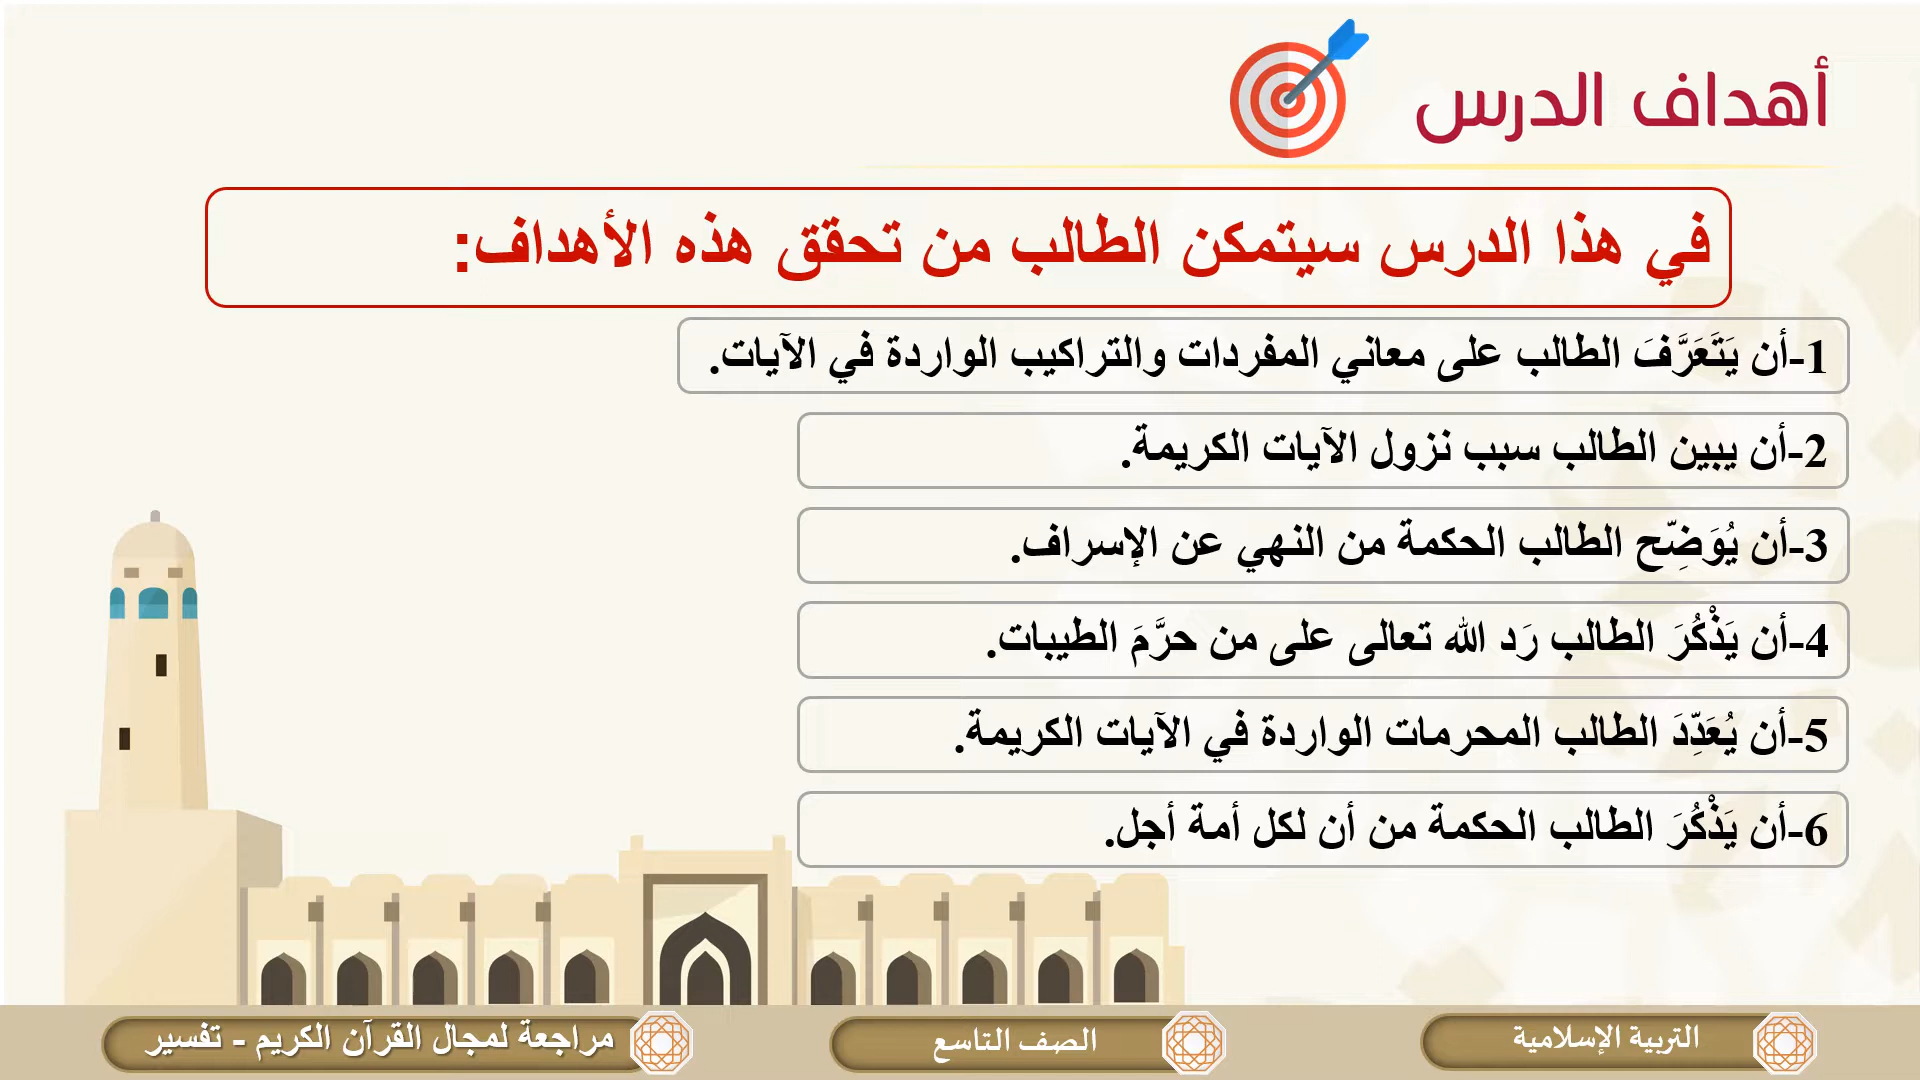 أهداف الدرس
في هذا الدرس سيتمكن الطالب من تحقق هذه الأهداف:
1-أن يَتَعَرَّفَ الطالب على معاني المفردات والتراكيب الواردة في الآيات.
2-أن يبين الطالب سبب نزول الآيات الكريمة.
3-أن يُوَضِّح الطالب الحكمة من النهي عن الإسراف.
4-أن يَذْكُرَ الطالب رَد الله تعالى على من حرَّمَ الطيبات.
5-أن يُعَدِّدَ الطالب المحرمات الواردة في الآيات الكريمة.
6-أن يَذْكُرَ الطالب الحكمة من أن لكل أمة أجل.
التربية الإسلامية
الصف التاسع
مراجعة لمجال القرآن الكريم - تفسير